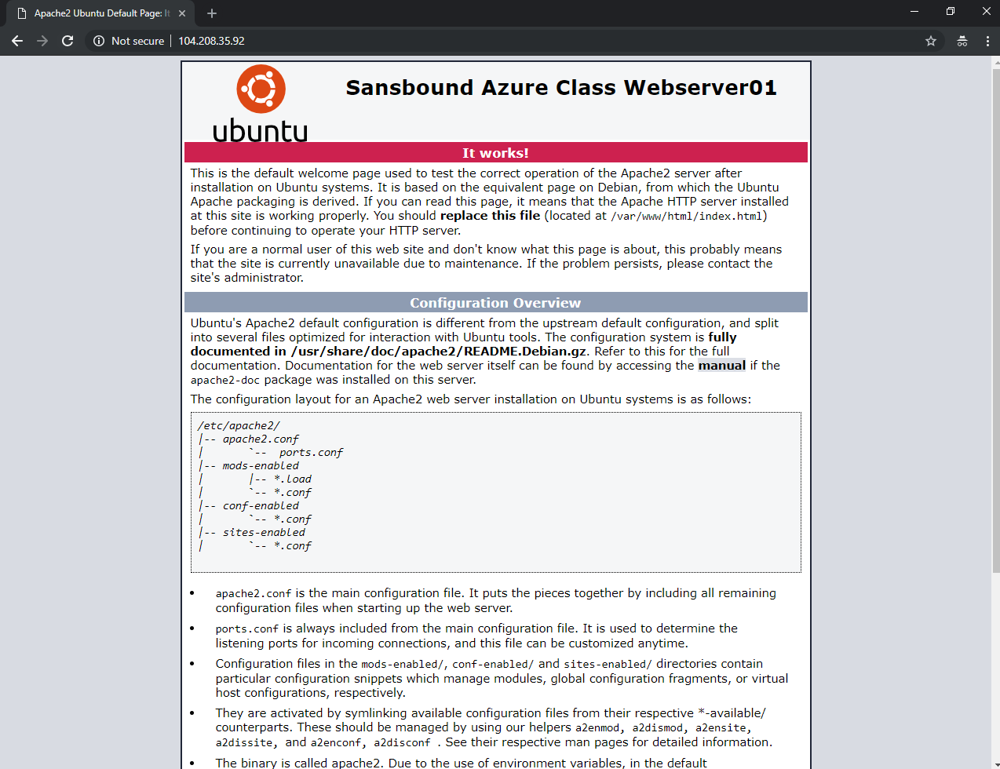 Apache2 Ubuntu Default Page: It
Not secure | 104.208.35.92
ubuntu
Sansbound Azure Class Webserver01
It works!
This is the default welcome page used to test the correct operation of the Apache2 server after
installation on Ubuntu systems. It is based on the equivalent page on Debian, from which the Ubuntu
Apache packaging is derived. If you can read this page, it means that the Apache HTTP server installed
at this site is working properly. You should replace this file (located at /var/www/html/index.html)
before continuing to operate your HTTP server.
If you are a normal user of this web site and don't know what this page is about, this probably means
that the site is currently unavailable due to maintenance. If the problem persists, please contact the
site's administrator.
Configuration Overview
Ubuntu's Apache2 default configuration is different from the upstream default configuration, and split
into several files optimized for interaction with Ubuntu tools. The configuration system is fully
documented in /usr/share/doc/apache2/README.Debian.gz. Refer to this for the full
documentation. Documentation for the web server itself can be found by accessing the manual if the
apache2-doc package was installed on this server.
The configuration layout for an Apache2 web server installation on Ubuntu systems is as follows:
/etc/apache2/
|-- apache2.conf
|       `--  ports.conf
|-- mods-enabled
|       |-- *.load
|       `-- *.conf
|-- conf-enabled
|       `-- *.conf
|-- sites-enabled
|       `-- *.conf
• apache2.conf is the main configuration file. It puts the pieces together by including all remaining
configuration files when starting up the web server.
• ports.conf is always included from the main configuration file. It is used to determine the
listening ports for incoming connections, and this file can be customized anytime.
• Configuration files in the mods-enabled/, conf-enabled/ and sites-enabled/ directories contain
particular configuration snippets which manage modules, global configuration fragments, or virtual
host configurations, respectively.
• They are activated by symlinking available configuration files from their respective *-available/
counterparts. These should be managed by using our helpers a2enmod, a2dismod, a2ensite,
a2dissite, and a2enconf, a2disconf . See their respective man pages for detailed information.
• The binary is called apache2. Due to the use of environment variables, in the default